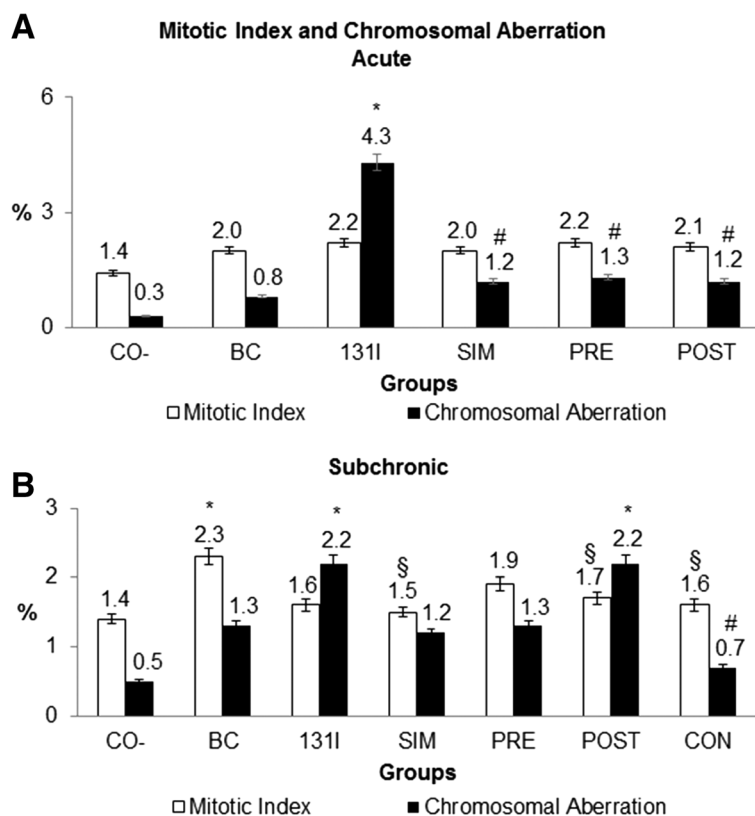 A
Mitotic Index and Chromosomal Aberration
Acute
6
*
4.3
%
3
1.4
0.3
2.0
0.8
2.2
2.0
#
1.2
2.2
#
1.3
2.1
#
1.2
0
CO- BC 131I SIM PRE POST
Groups
Mitotic Index Chromosomal Aberration
B
Subchronic
3
* * *
2.3 2.2 2.2
2
§ § §
1.4 1.3 1.6 1.5 1.2 1.9 1.3 1.7 1.6
%
1
#
0.5 0.7
0
CO- BC 131I SIM PRE POST CON
Groups
Mitotic Index Chromosomal Aberration